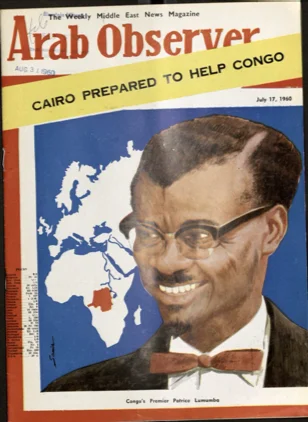 The Weekly Middle East News Magazine
Arab Observer
AUG 31 1960
CAIRO PREPARED TO HELP CONGO
July 17, 1960
Congo's Premier Patrice Lumumba